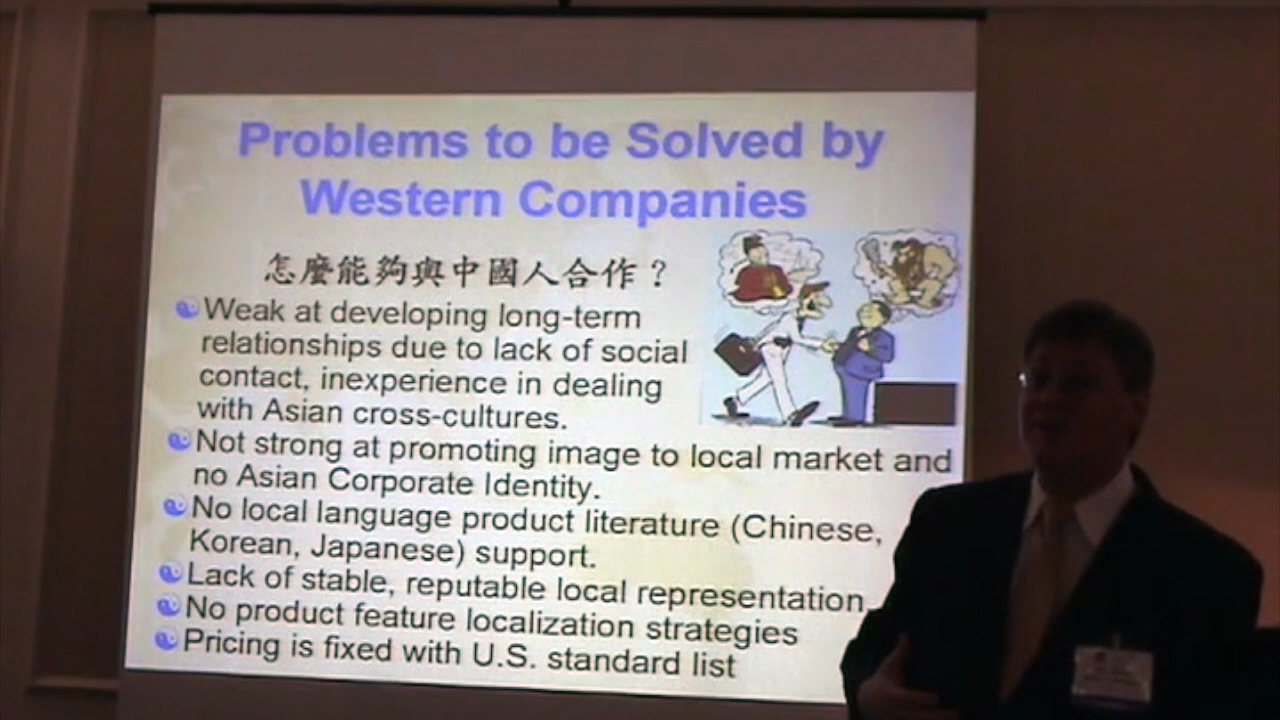 Problems to be Solved by
Western Companies
怎麼能夠與中國人合作？
Weak at developing long-term
relationships due to lack of social
contact, inexperience in dealing
with Asian cross-cultures.
Not strong at promoting image to local market and
no Asian Corporate Identity.
No local language product literature (Chinese,
Korean, Japanese) support.
Lack of stable, reputable local representation.
No product feature localization strategies
Pricing is fixed with U.S. standard list